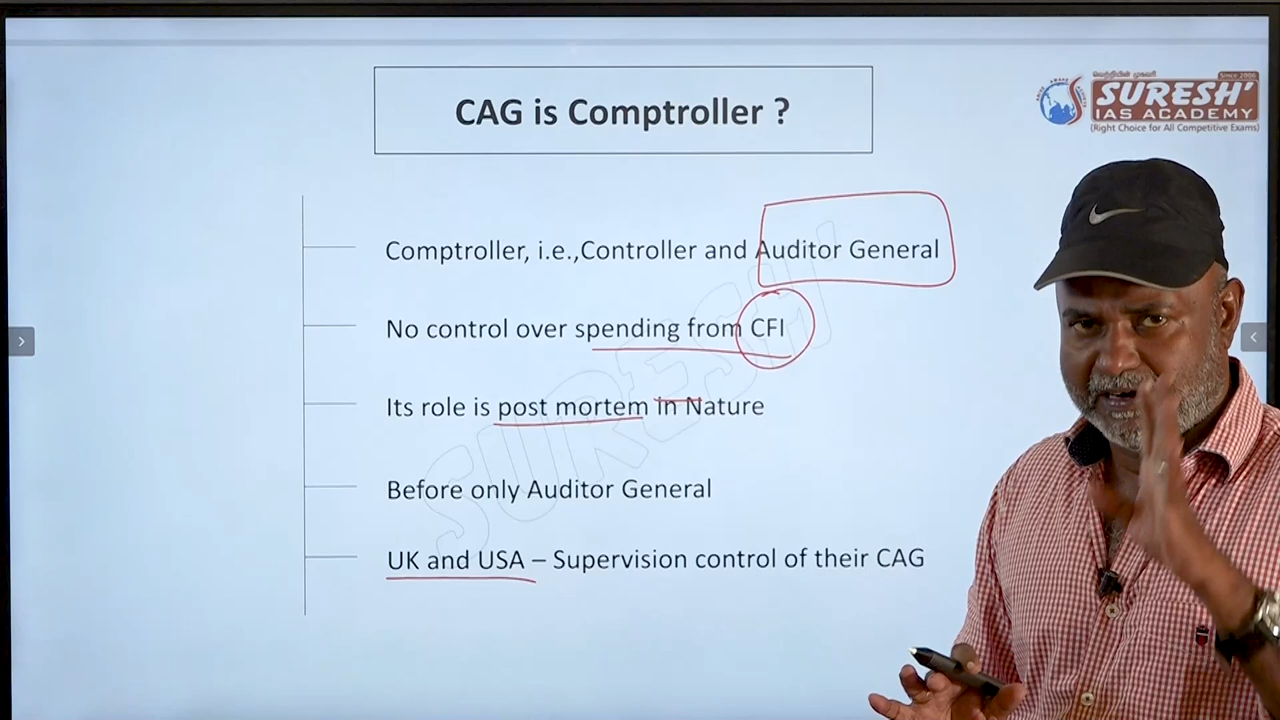 CAG is Comptroller ?
வெற்றியின் முகவரி
Since 2006
SURESH'
IAS ACADEMY
(Right Choice for All Competitive Exams)
Comptroller, i.e.,Controller and Auditor General
No control over spending from CFI
Its role is post mortem in Nature
Before only Auditor General
UK and USA – Supervision control of their CAG
SURESH